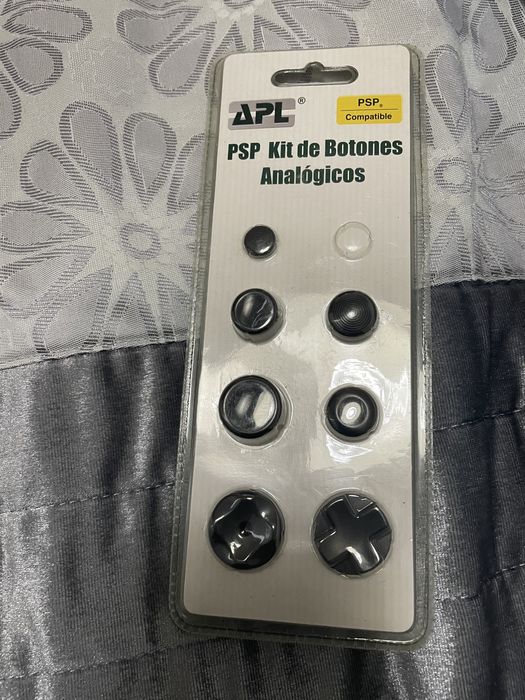 APL®
PSP®
Compatible
PSP Kit de Botones
Analógicos